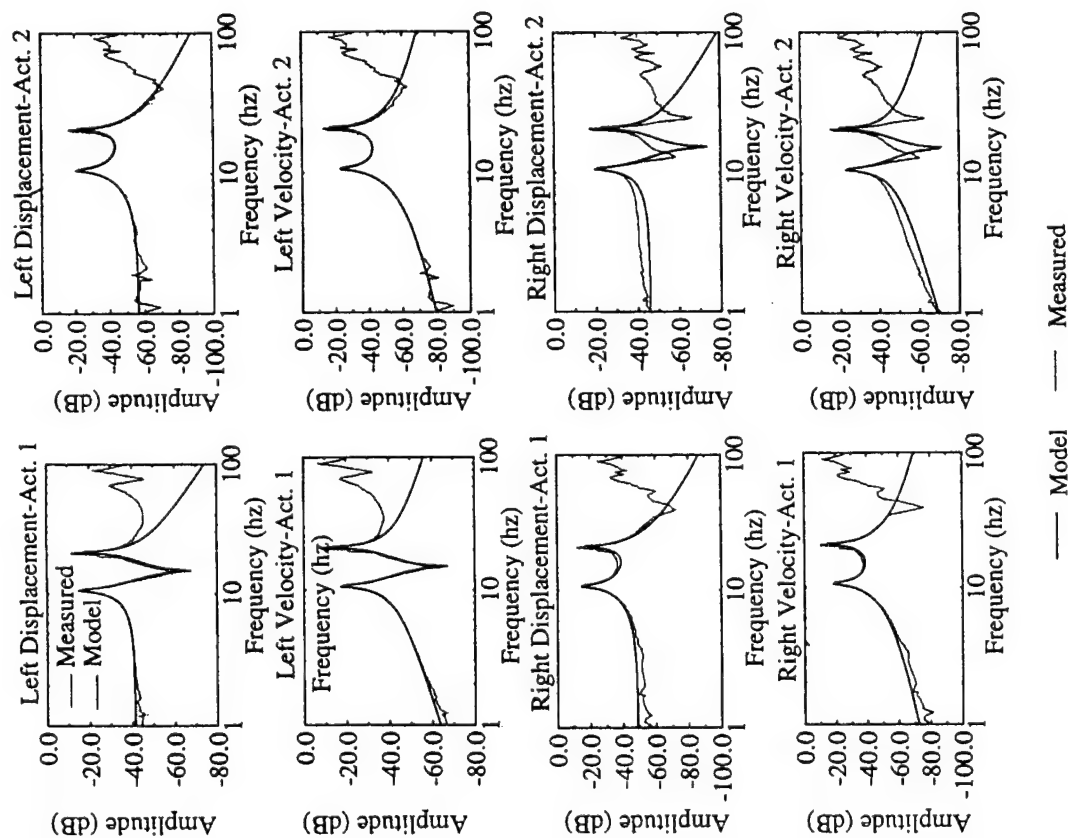 Left Displacement-Act. 1
Amplitude (dB)
0.0
-20.0
-40.0
-60.0
-80.0
Measured
Model
1
10
100
Frequency (hz)
Left Displacement-Act. 2
Amplitude (dB)
0.0
-20.0
-40.0
-60.0
-80.0
-100.0
1
10
100
Frequency (hz)
Left Velocity-Act. 1
Amplitude (dB)
0.0
-20.0
-40.0
-60.0
-80.0
Frequency (hz)
1
10
100
Frequency (hz)
Left Velocity-Act. 2
Amplitude (dB)
0.0
-20.0
-40.0
-60.0
-80.0
-100.0
1
10
100
Frequency (hz)
Right Displacement-Act. 1
Amplitude (dB)
0.0
-20.0
-40.0
-60.0
-80.0
-100.0
1
10
100
Frequency (hz)
Right Displacement-Act. 2
Amplitude (dB)
0.0
-20.0
-40.0
-60.0
-80.0
1
10
100
Frequency (hz)
Right Velocity-Act. 1
Amplitude (dB)
0.0
-20.0
-40.0
-60.0
-80.0
-100.0
1
10
100
Frequency (hz)
Right Velocity-Act. 2
Amplitude (dB)
0.0
-20.0
-40.0
-60.0
-80.0
1
10
100
Frequency (hz)
Model
Measured